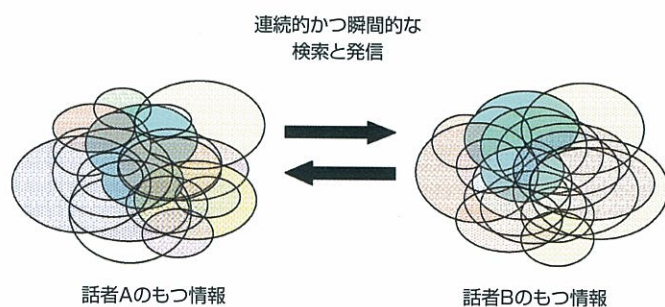 連続的かつ瞬間的な
検索と発信
話者Aのもつ情報
話者Bのもつ情報